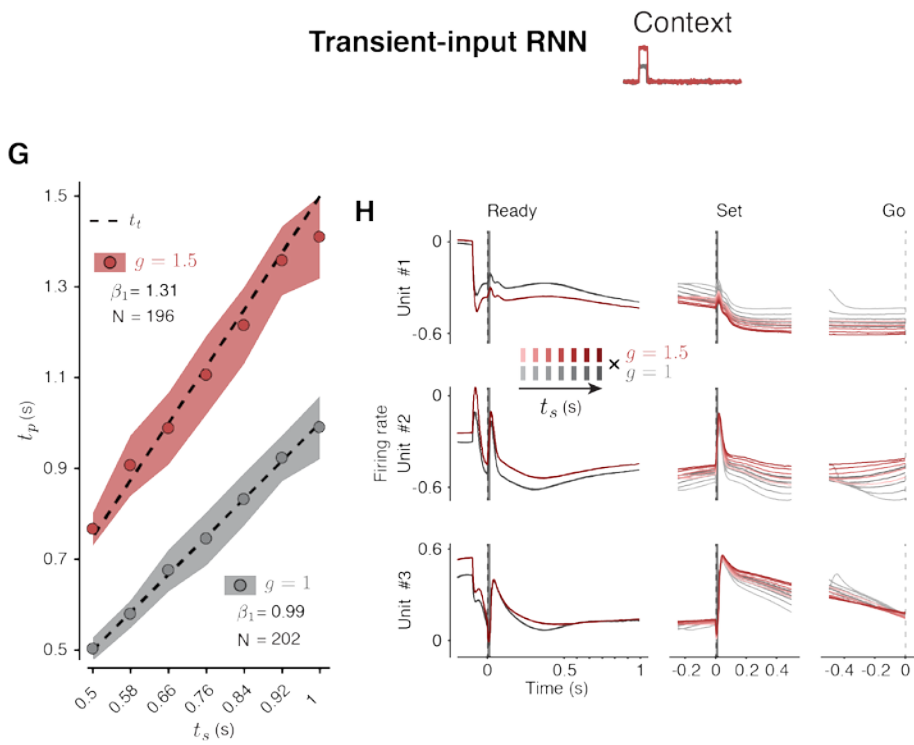 Transient-input RNN
Context
G
t_p (s)
1.5
1.3
1.1
0.9
0.7
0.5
t_t
g = 1.5
β₁ = 1.31
N = 196
g = 1
β₁ = 0.99
N = 202
0.5
0.58
0.66
0.76
0.84
0.92
1
t_s (s)
H
Ready
Set
Go
Firing rate
Unit #1
0
-0.6
× g = 1.5
g = 1
t_s (s)
Unit #2
0
-0.6
Unit #3
0.6
0
0
0.5
1
Time (s)
-0.2
0
0.2
0.4
-0.4
-0.2
0